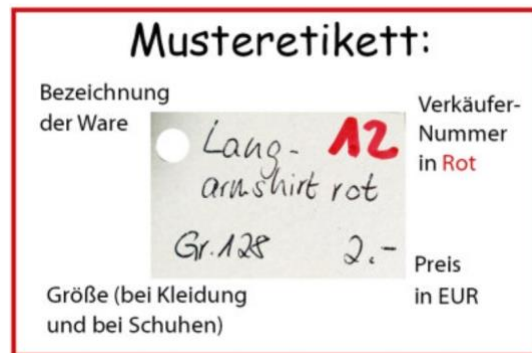 Musteretikett:
Bezeichnung
der Ware
Verkäufer-
Nummer
in Rot
Lang- 12
armshirt rot
Gr. 128 2.-
Größe (bei Kleidung
und bei Schuhen)
Preis
in EUR